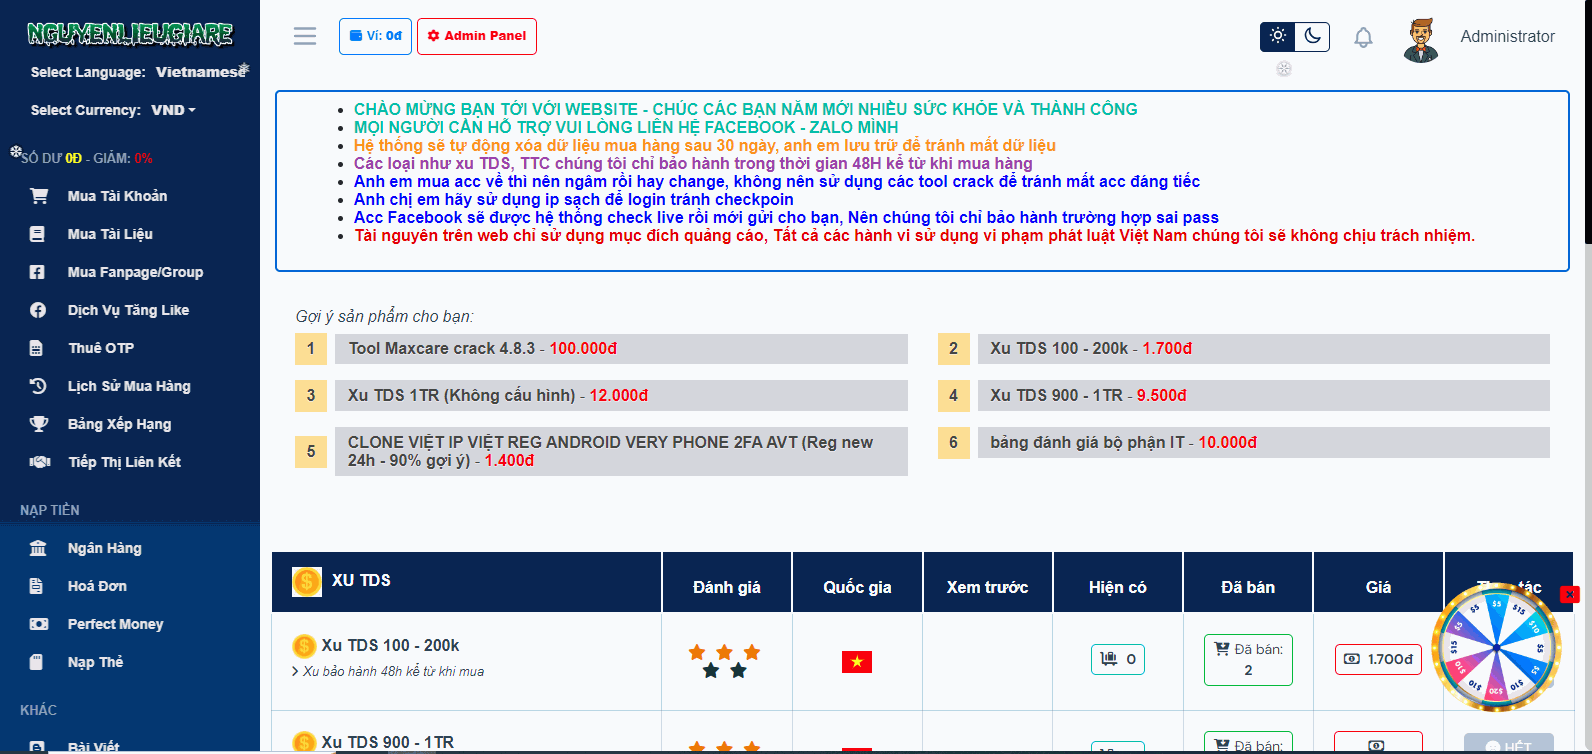 NGUYENLIEUGIARE
Select Language: Vietnamese
Select Currency: VND
SỐ DƯ 0Đ - GIẢM: 0%
Mua Tài Khoản
Mua Tài Liệu
Mua Fanpage/Group
Dịch Vụ Tăng Like
Thuê OTP
Lịch Sử Mua Hàng
Bảng Xếp Hạng
Tiếp Thị Liên Kết
NẠP TIỀN
Ngân Hàng
Hoá Đơn
Perfect Money
Nạp Thẻ
KHÁC
Bài Viết
Ví: 0đ
Admin Panel
Administrator
CHÀO MỪNG BẠN TỚI VỚI WEBSITE - CHÚC CÁC BẠN NĂM MỚI NHIỀU SỨC KHỎE VÀ THÀNH CÔNG
MỌI NGƯỜI CẦN HỖ TRỢ VUI LÒNG LIÊN HỆ FACEBOOK - ZALO MÌNH
Hệ thống sẽ tự động xóa dữ liệu mua hàng sau 30 ngày, anh em lưu trữ để tránh mất dữ liệu
Các loại như xu TDS, TTC chúng tôi chỉ bảo hành trong thời gian 48H kể từ khi mua hàng
Anh em mua acc về thì nên ngâm rồi hay change, không nên sử dụng các tool crack để tránh mất acc đáng tiếc
Anh chị em hãy sử dụng ip sạch để login tránh checkpoin
Acc Facebook sẽ được hệ thống check live rồi mới gửi cho bạn, Nên chúng tôi chỉ bảo hành trường hợp sai pass
Tài nguyên trên web chỉ sử dụng mục đích quảng cáo, Tất cả các hành vi sử dụng vi phạm phát luật Việt Nam chúng tôi sẽ không chịu trách nhiệm.
Gợi ý sản phẩm cho bạn:
1 Tool Maxcare crack 4.8.3 - 100.000đ
2 Xu TDS 100 - 200k - 1.700đ
3 Xu TDS 1TR (Không cấu hình) - 12.000đ
4 Xu TDS 900 - 1TR - 9.500đ
5 CLONE VIỆT IP VIỆT REG ANDROID VERY PHONE 2FA AVT (Reg new
24h - 90% gợi ý) - 1.400đ
6 bảng đánh giá bộ phận IT - 10.000đ
XU TDS Đánh giá Quốc gia Xem trước Hiện có Đã bán Giá tác
Xu TDS 100 - 200k
Xu bảo hành 48h kể từ khi mua
0
Đã bán:
2
1.700đ
$5 $15 $10 $5 $5 $10 $20 $10 $10 $15 $5 $5
Xu TDS 900 - 1TR
Đã bán:
HẾT